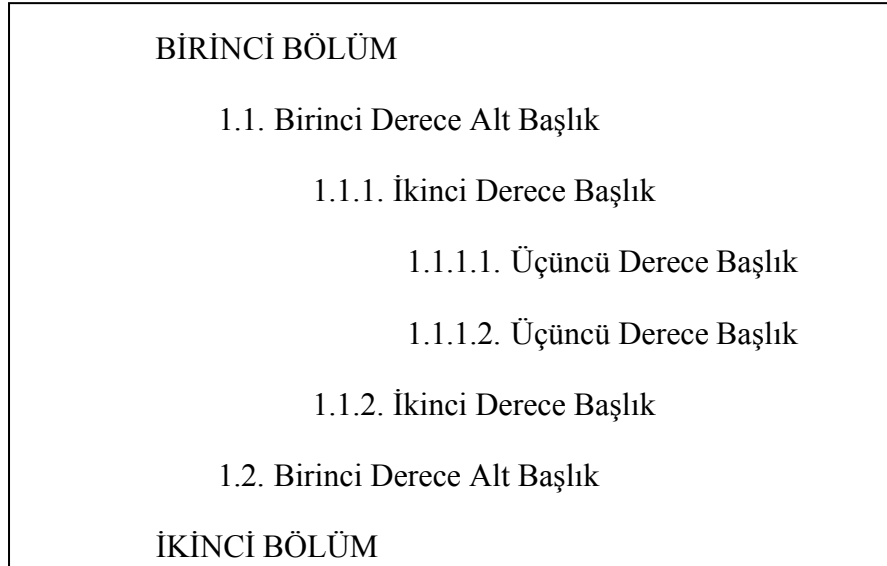 BİRİNCİ BÖLÜM
1.1. Birinci Derece Alt Başlık
1.1.1. İkinci Derece Başlık
1.1.1.1. Üçüncü Derece Başlık
1.1.1.2. Üçüncü Derece Başlık
1.1.2. İkinci Derece Başlık
1.2. Birinci Derece Alt Başlık
İKİNCİ BÖLÜM